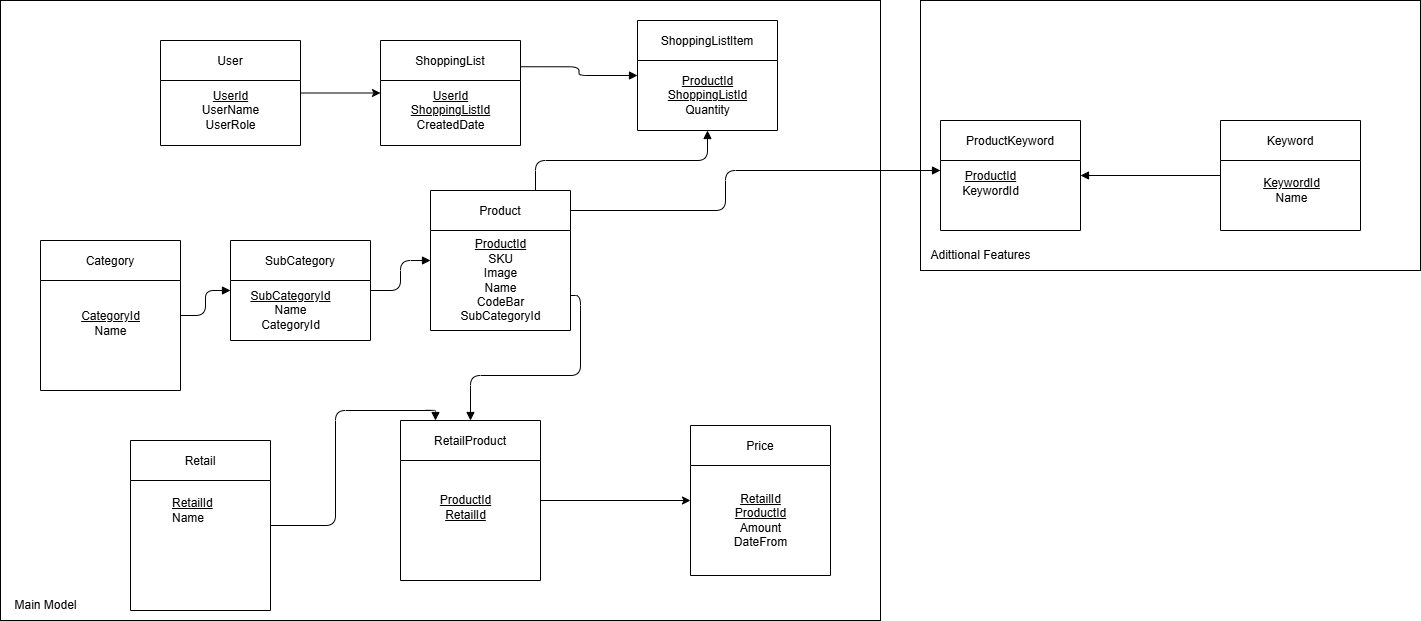 User
UserId
UserName
UserRole
ShoppingList
UserId
ShoppingListId
CreatedDate
ShoppingListItem
ProductId
ShoppingListId
Quantity
Category
CategoryId
Name
SubCategory
SubCategoryId
Name
CategoryId
Product
ProductId
SKU
Image
Name
CodeBar
SubCategoryId
Retail
RetailId
Name
RetailProduct
ProductId
RetailId
Price
RetailId
ProductId
Amount
DateFrom
Main Model
ProductKeyword
ProductId
KeywordId
Keyword
KeywordId
Name
Adittional Features